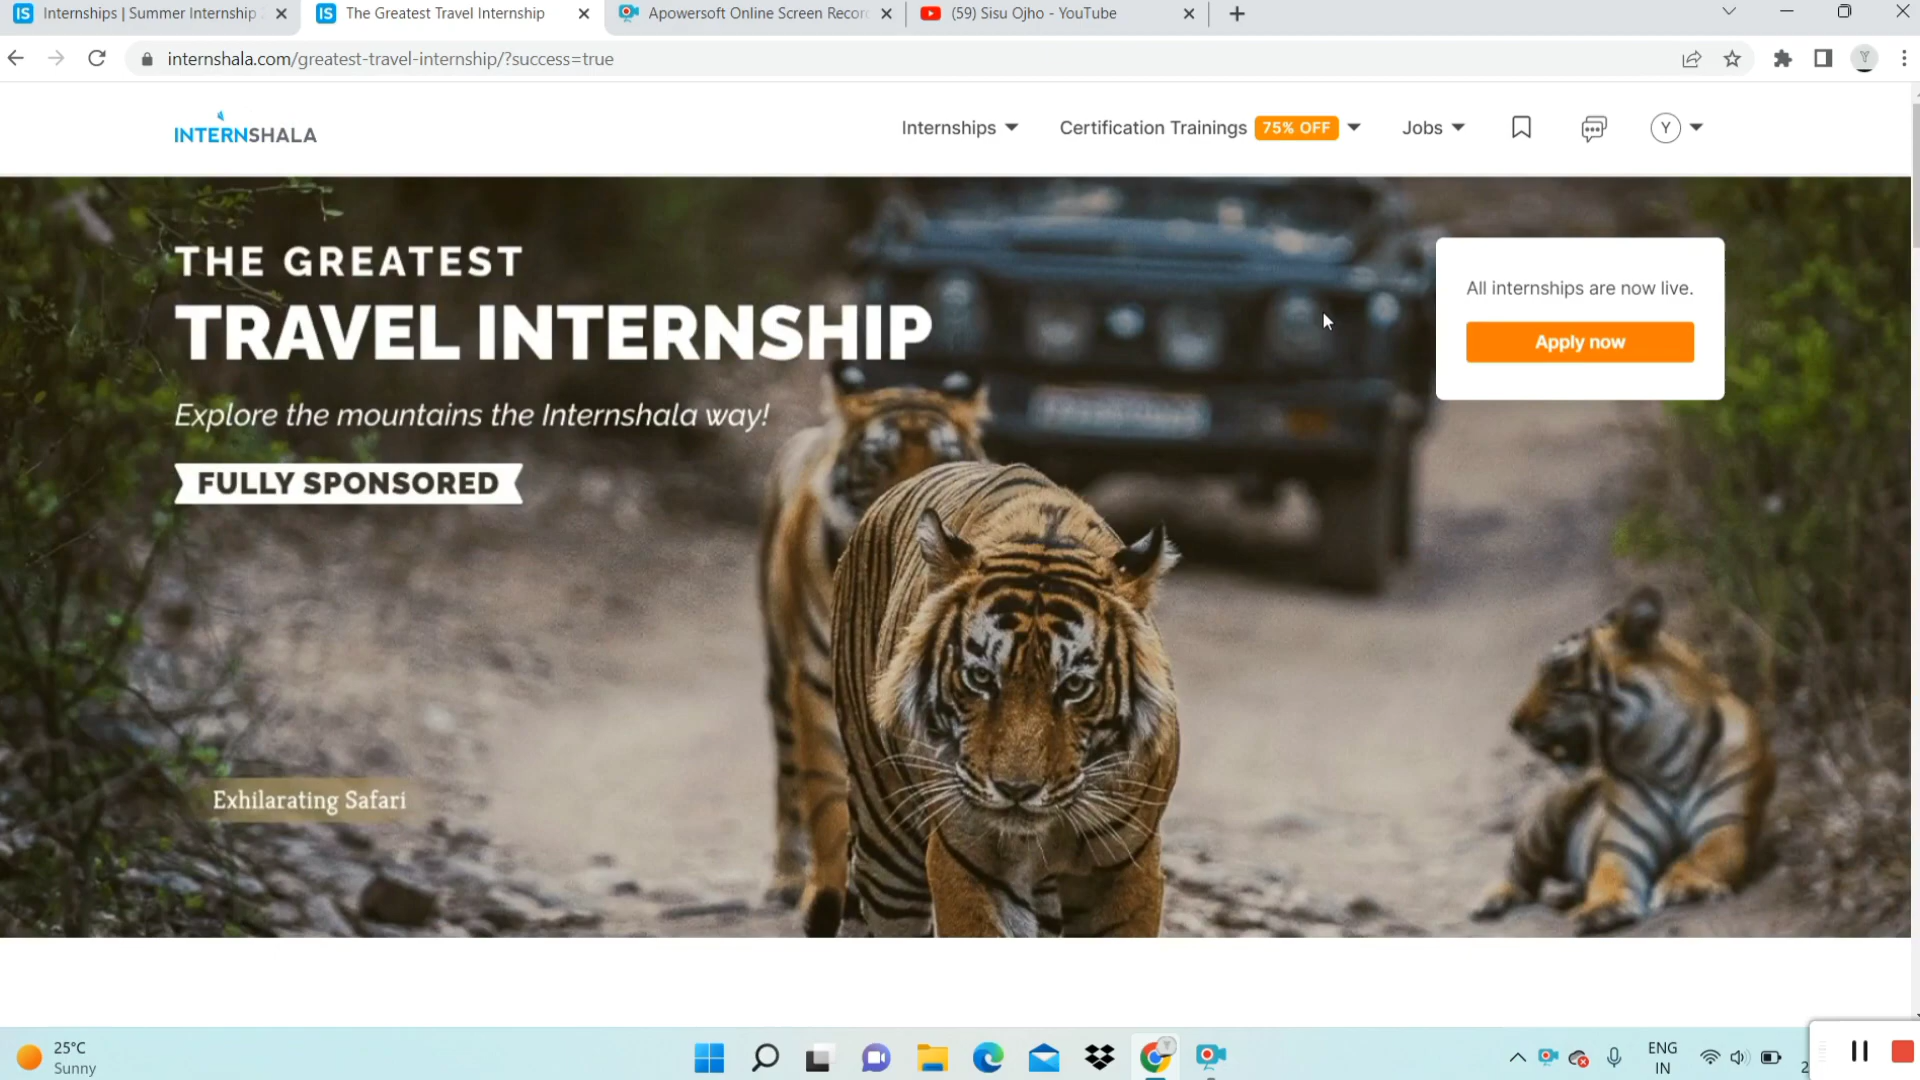 Internships | Summer Internship
The Greatest Travel Internship
Apowersoft Online Screen Recor
(59) Sisu Ojho - YouTube
internshala.com/greatest-travel-internship/?success=true
INTERNSHALA
Internships
Certification Trainings
75% OFF
Jobs
Y
THE GREATEST
TRAVEL INTERNSHIP
Explore the mountains the Internshala way!
FULLY SPONSORED
All internships are now live.
Apply now
Exhilarating Safari
25°C
Sunny
ENG
IN